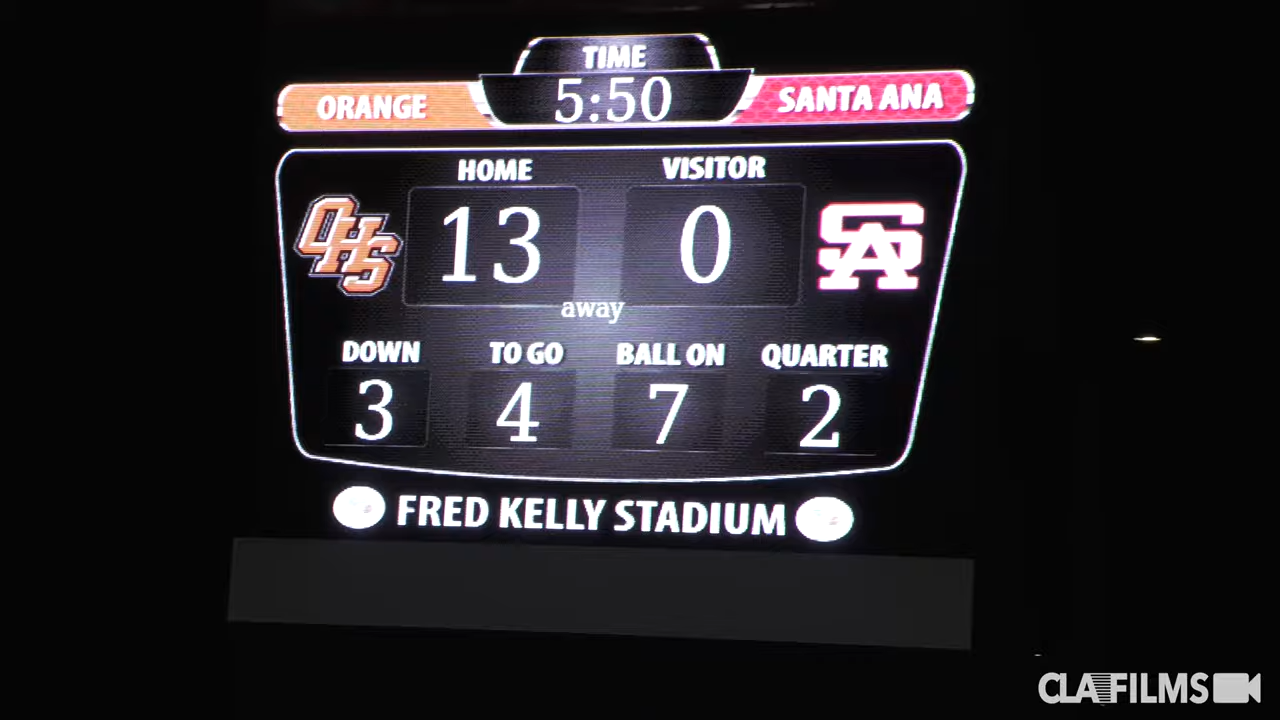 TIME
5:50
ORANGE
SANTA ANA
HOME
VISITOR
OHS
13
0
SA
away
DOWN
TO GO
BALL ON
QUARTER
3
4
7
2
FRED KELLY STADIUM
CLAFILMS